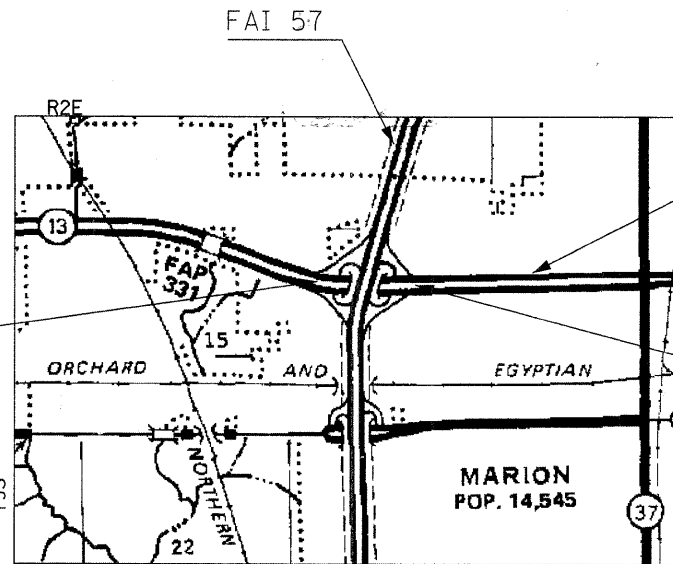 FAI 57
R2E
13
FAP
331
15
ORCHARD AND EGYPTIAN
NORTHERN
MARION
POP. 14,545
37
22